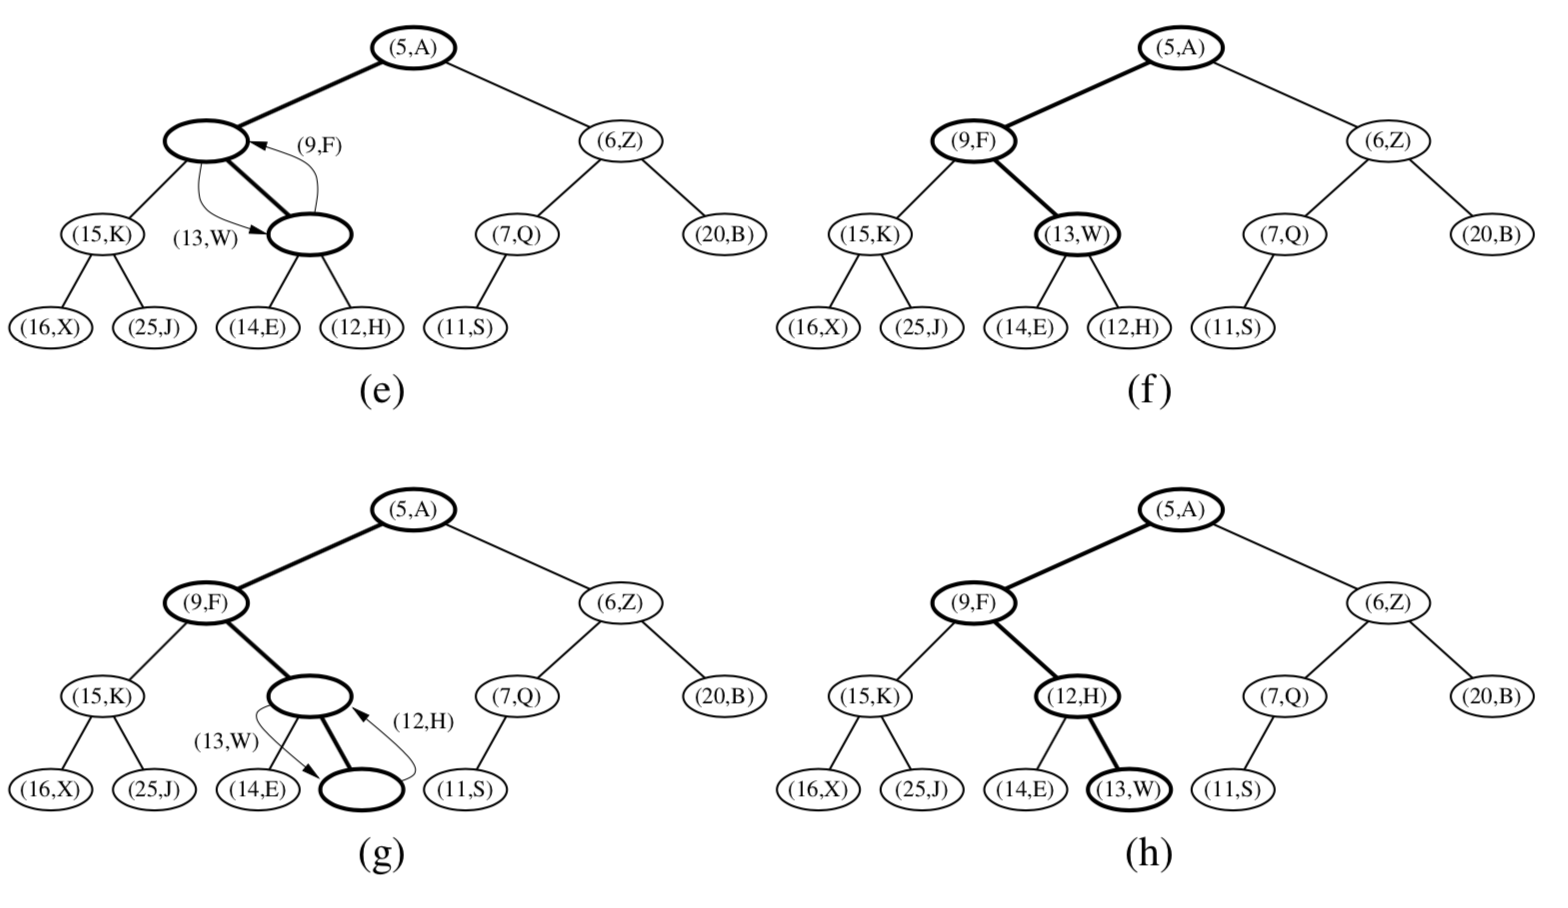 (5,A) (5,A)
(9,F) (9,F) (6,Z) (6,Z)
(15,K) (13,W) (7,Q) (20,B) (15,K) (13,W) (7,Q) (20,B)
(16,X) (25,J) (14,E) (12,H) (11,S) (16,X) (25,J) (14,E) (12,H) (11,S)
(e) (f)
(5,A) (5,A)
(9,F) (6,Z) (9,F) (6,Z)
(15,K) (12,H) (7,Q) (20,B) (15,K) (12,H) (7,Q) (20,B)
(13,W)
(16,X) (25,J) (14,E) (11,S) (16,X) (25,J) (14,E) (13,W) (11,S)
(g) (h)